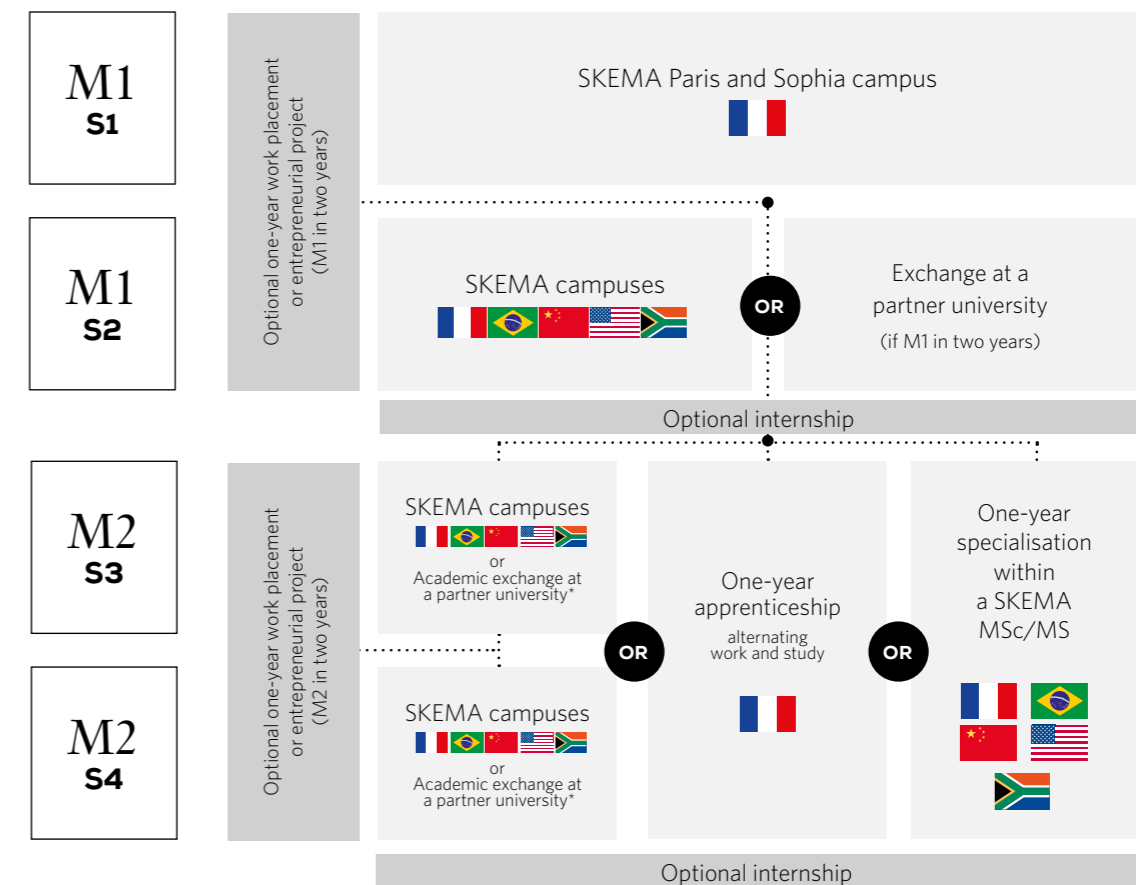 M1
S1
Optional one-year work placement
or entrepreneurial project
(M1 in two years)
SKEMA Paris and Sophia campus
M1
S2
SKEMA campuses
OR
Exchange at a
partner university
(if M1 in two years)
Optional internship
M2
S3
Optional one-year work placement
or entrepreneurial project
(M2 in two years)
SKEMA campuses
or
Academic exchange at
a partner university*
OR
One-year
apprenticeship
alternating
work and study
OR
One-year
specialisation
within
a SKEMA
MSc/MS
M2
S4
SKEMA campuses
or
Academic exchange at
a partner university*
Optional internship